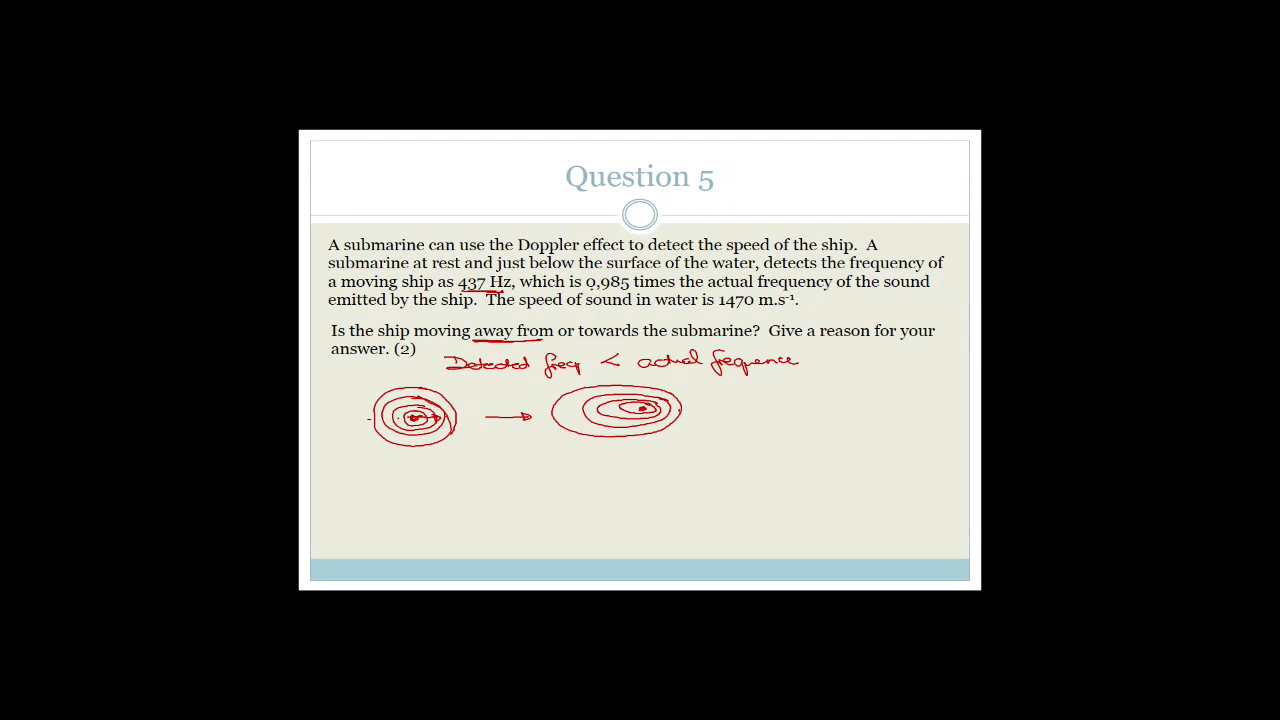 Question 5
A submarine can use the Doppler effect to detect the speed of the ship. A
submarine at rest and just below the surface of the water, detects the frequency of
a moving ship as 437 Hz, which is 0,985 times the actual frequency of the sound
emitted by the ship. The speed of sound in water is 1470 m.s⁻¹.
Is the ship moving away from or towards the submarine? Give a reason for your
answer. (2)
Detected freq < actual frequence